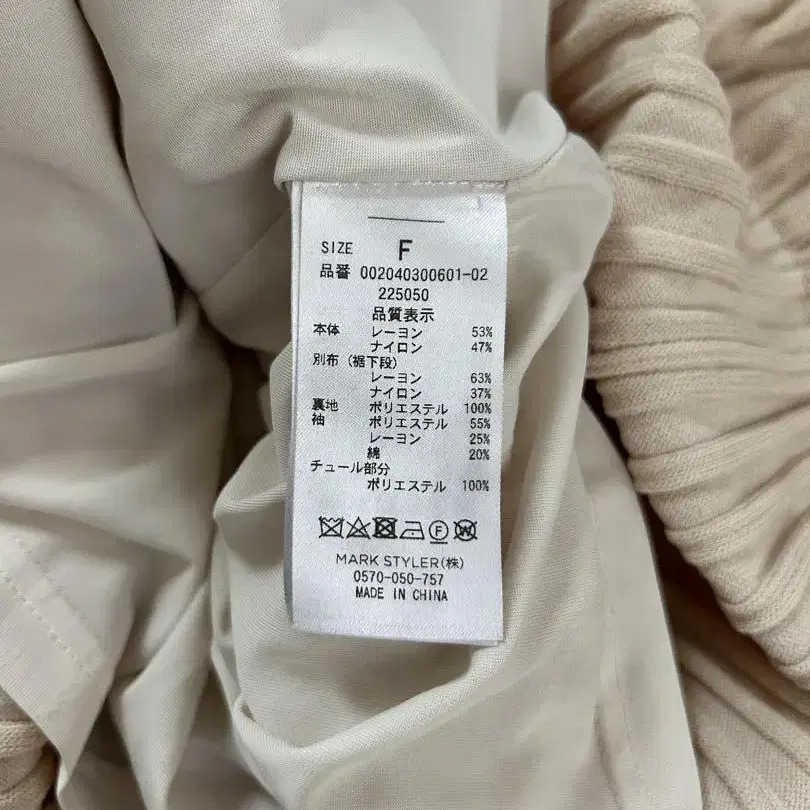 SIZE F
品番 002040300601-02
225050
品質表示
本体 レーヨン 53%
ナイロン 47%
別布(裾下段)
レーヨン 63%
ナイロン 37%
裏地 ポリエステル 100%
袖 ポリエステル 55%
レーヨン 25%
綿 20%
チュール部分
ポリエステル 100%
MARK STYLER(株)
0570-050-757
MADE IN CHINA